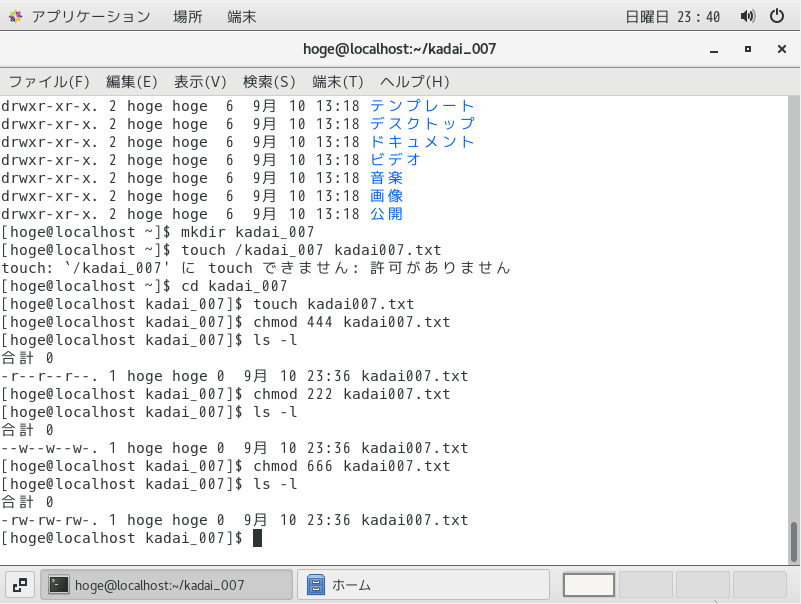 アプリケーション 場所 端末 日曜日 23：40
hoge@localhost:~/kadai_007
ファイル(F) 編集(E) 表示(V) 検索(S) 端末(T) ヘルプ(H)
drwxr-xr-x. 2 hoge hoge  6  9月 10 13:18 テンプレート
drwxr-xr-x. 2 hoge hoge  6  9月 10 13:18 デスクトップ
drwxr-xr-x. 2 hoge hoge  6  9月 10 13:18 ドキュメント
drwxr-xr-x. 2 hoge hoge  6  9月 10 13:18 ビデオ
drwxr-xr-x. 2 hoge hoge  6  9月 10 13:18 音楽
drwxr-xr-x. 2 hoge hoge  6  9月 10 13:18 画像
drwxr-xr-x. 2 hoge hoge  6  9月 10 13:18 公開
[hoge@localhost ~]$ mkdir kadai_007
[hoge@localhost ~]$ touch /kadai_007 kadai007.txt
touch: `/kadai_007' に touch できません: 許可がありません
[hoge@localhost ~]$ cd kadai_007
[hoge@localhost kadai_007]$ touch kadai007.txt
[hoge@localhost kadai_007]$ chmod 444 kadai007.txt
[hoge@localhost kadai_007]$ ls -l
合計 0
-r--r--r--. 1 hoge hoge 0  9月 10 23:36 kadai007.txt
[hoge@localhost kadai_007]$ chmod 222 kadai007.txt
[hoge@localhost kadai_007]$ ls -l
合計 0
--w--w--w-. 1 hoge hoge 0  9月 10 23:36 kadai007.txt
[hoge@localhost kadai_007]$ chmod 666 kadai007.txt
[hoge@localhost kadai_007]$ ls -l
合計 0
-rw-rw-rw-. 1 hoge hoge 0  9月 10 23:36 kadai007.txt
[hoge@localhost kadai_007]$
hoge@localhost:~/kadai_007 ホーム